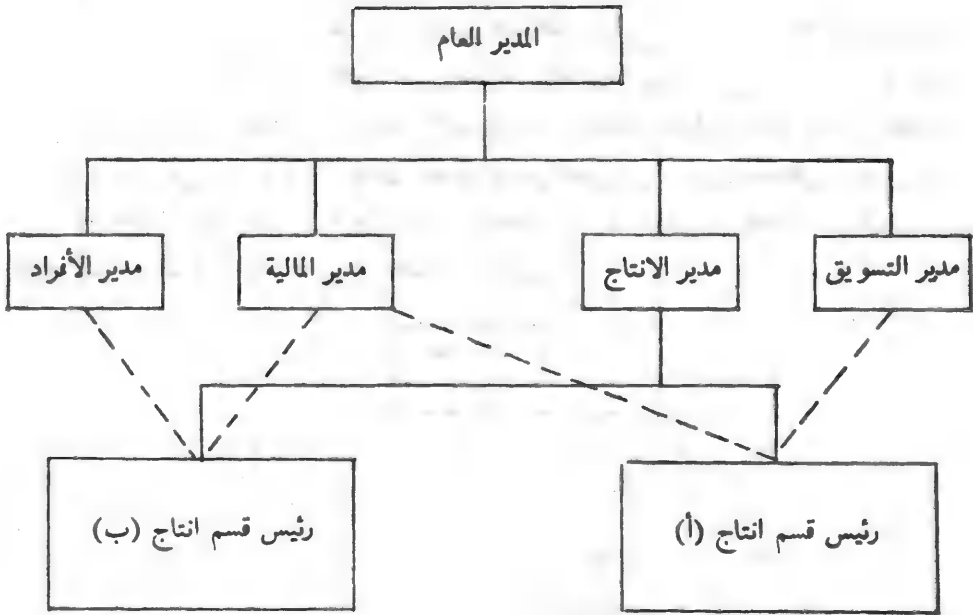 المدير العام
مدير التسويق
مدير الانتاج
مدير المالية
مدير الأفراد
رئيس قسم انتاج (أ)
رئيس قسم انتاج (ب)